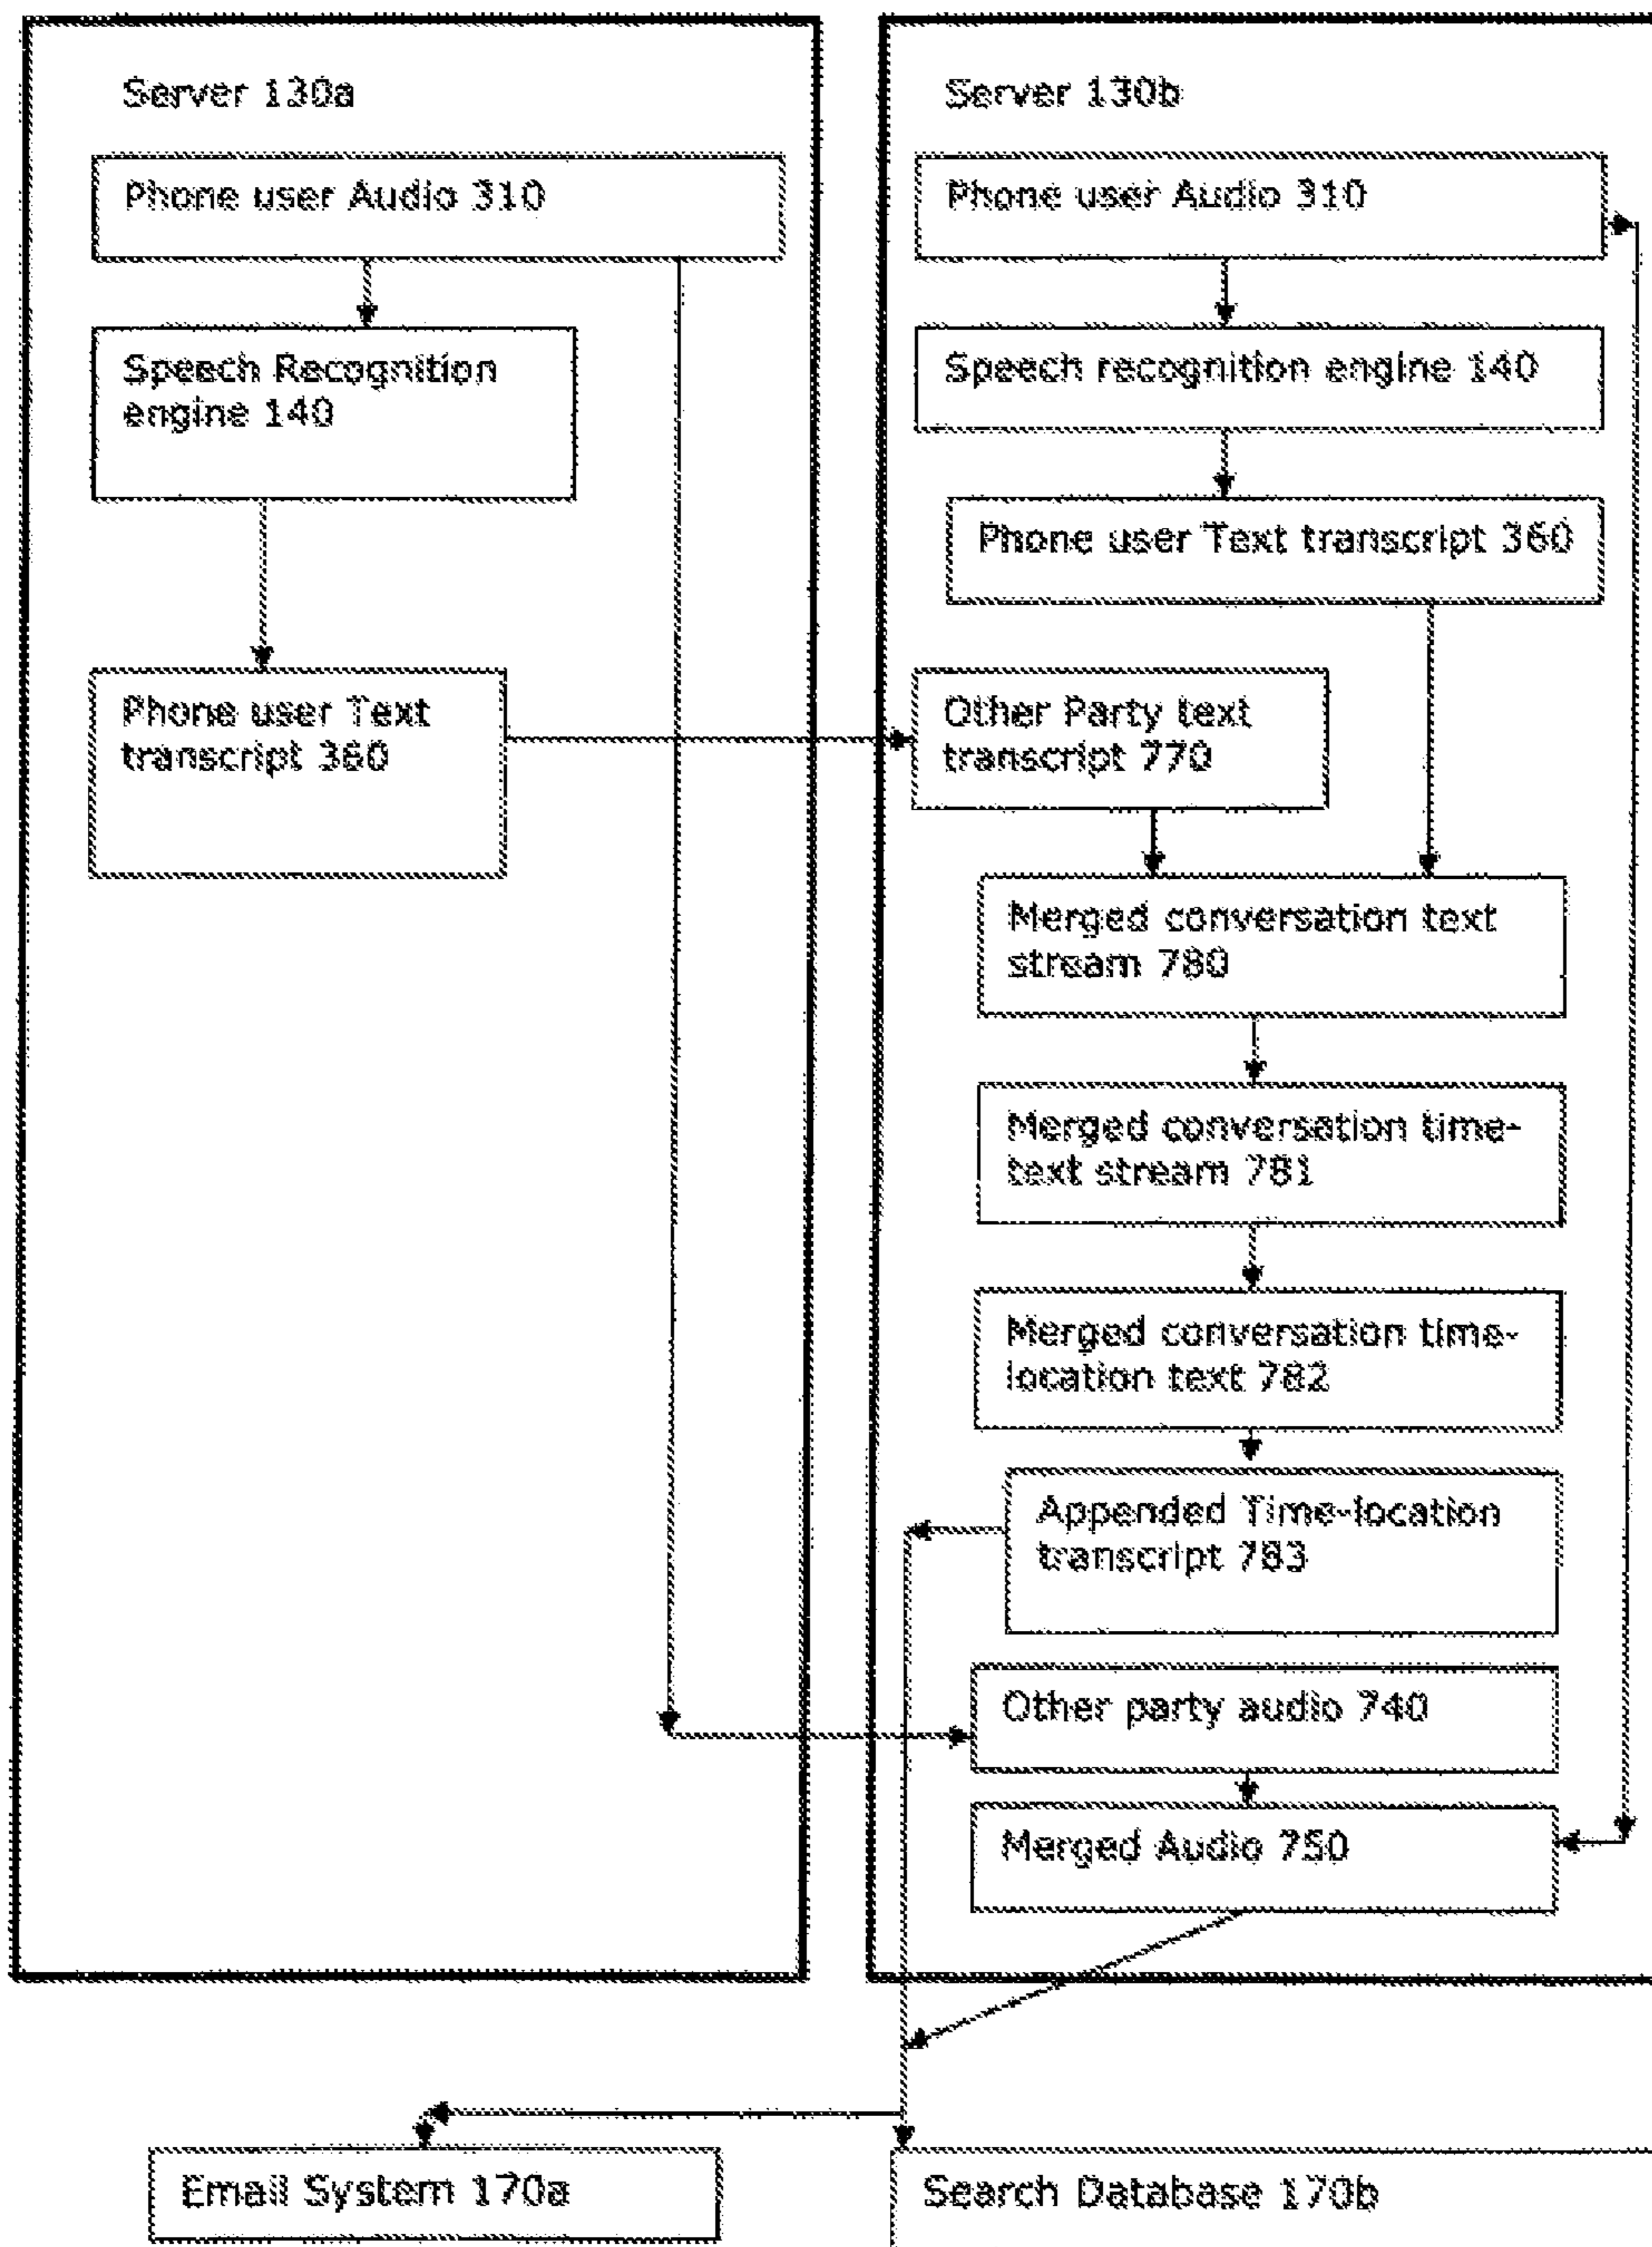 Server 130a
Phone user Audio 310
Speech Recognition
engine 140
Phone user Text
transcript 360
Server 130b
Phone user Audio 310
Speech recognition engine 140
Phone user Text transcript 360
Other Party text
transcript 770
Merged conversation text
stream 780
Merged conversation time-
text stream 781
Merged conversation time-
location text 782
Appended Time-location
transcript 783
Other party audio 740
Merged Audio 750
Email System 170a
Search Database 170b